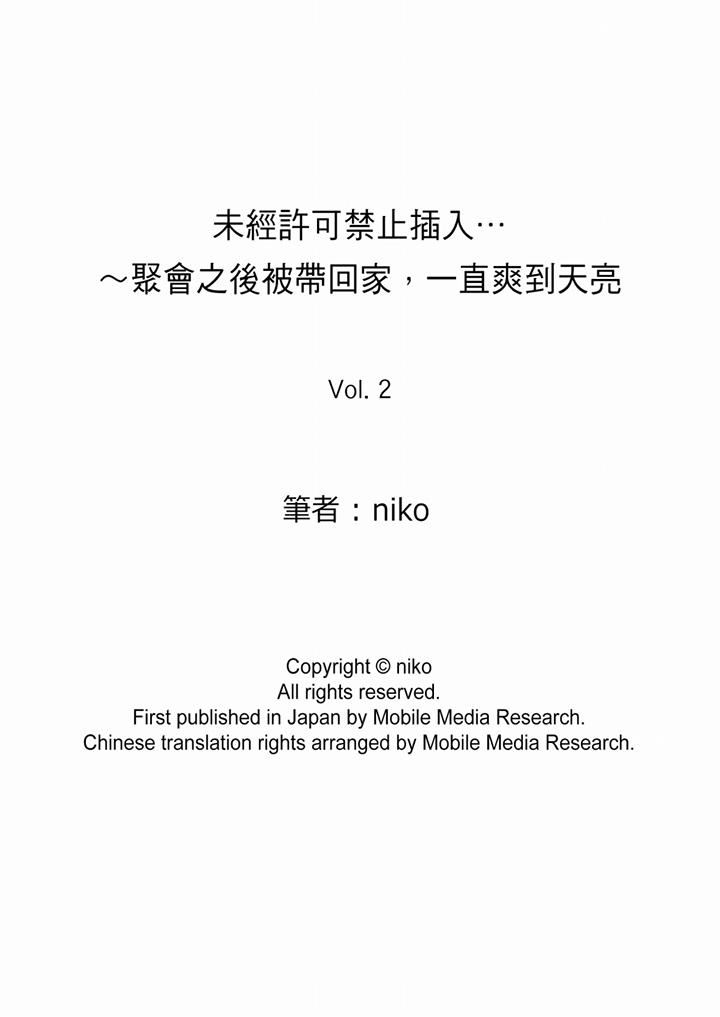 未經許可禁止插入…
～聚會之後被帶回家，一直爽到天亮
Vol. 2
筆者：niko
Copyright © niko
All rights reserved.
First published in Japan by Mobile Media Research.
Chinese translation rights arranged by Mobile Media Research.